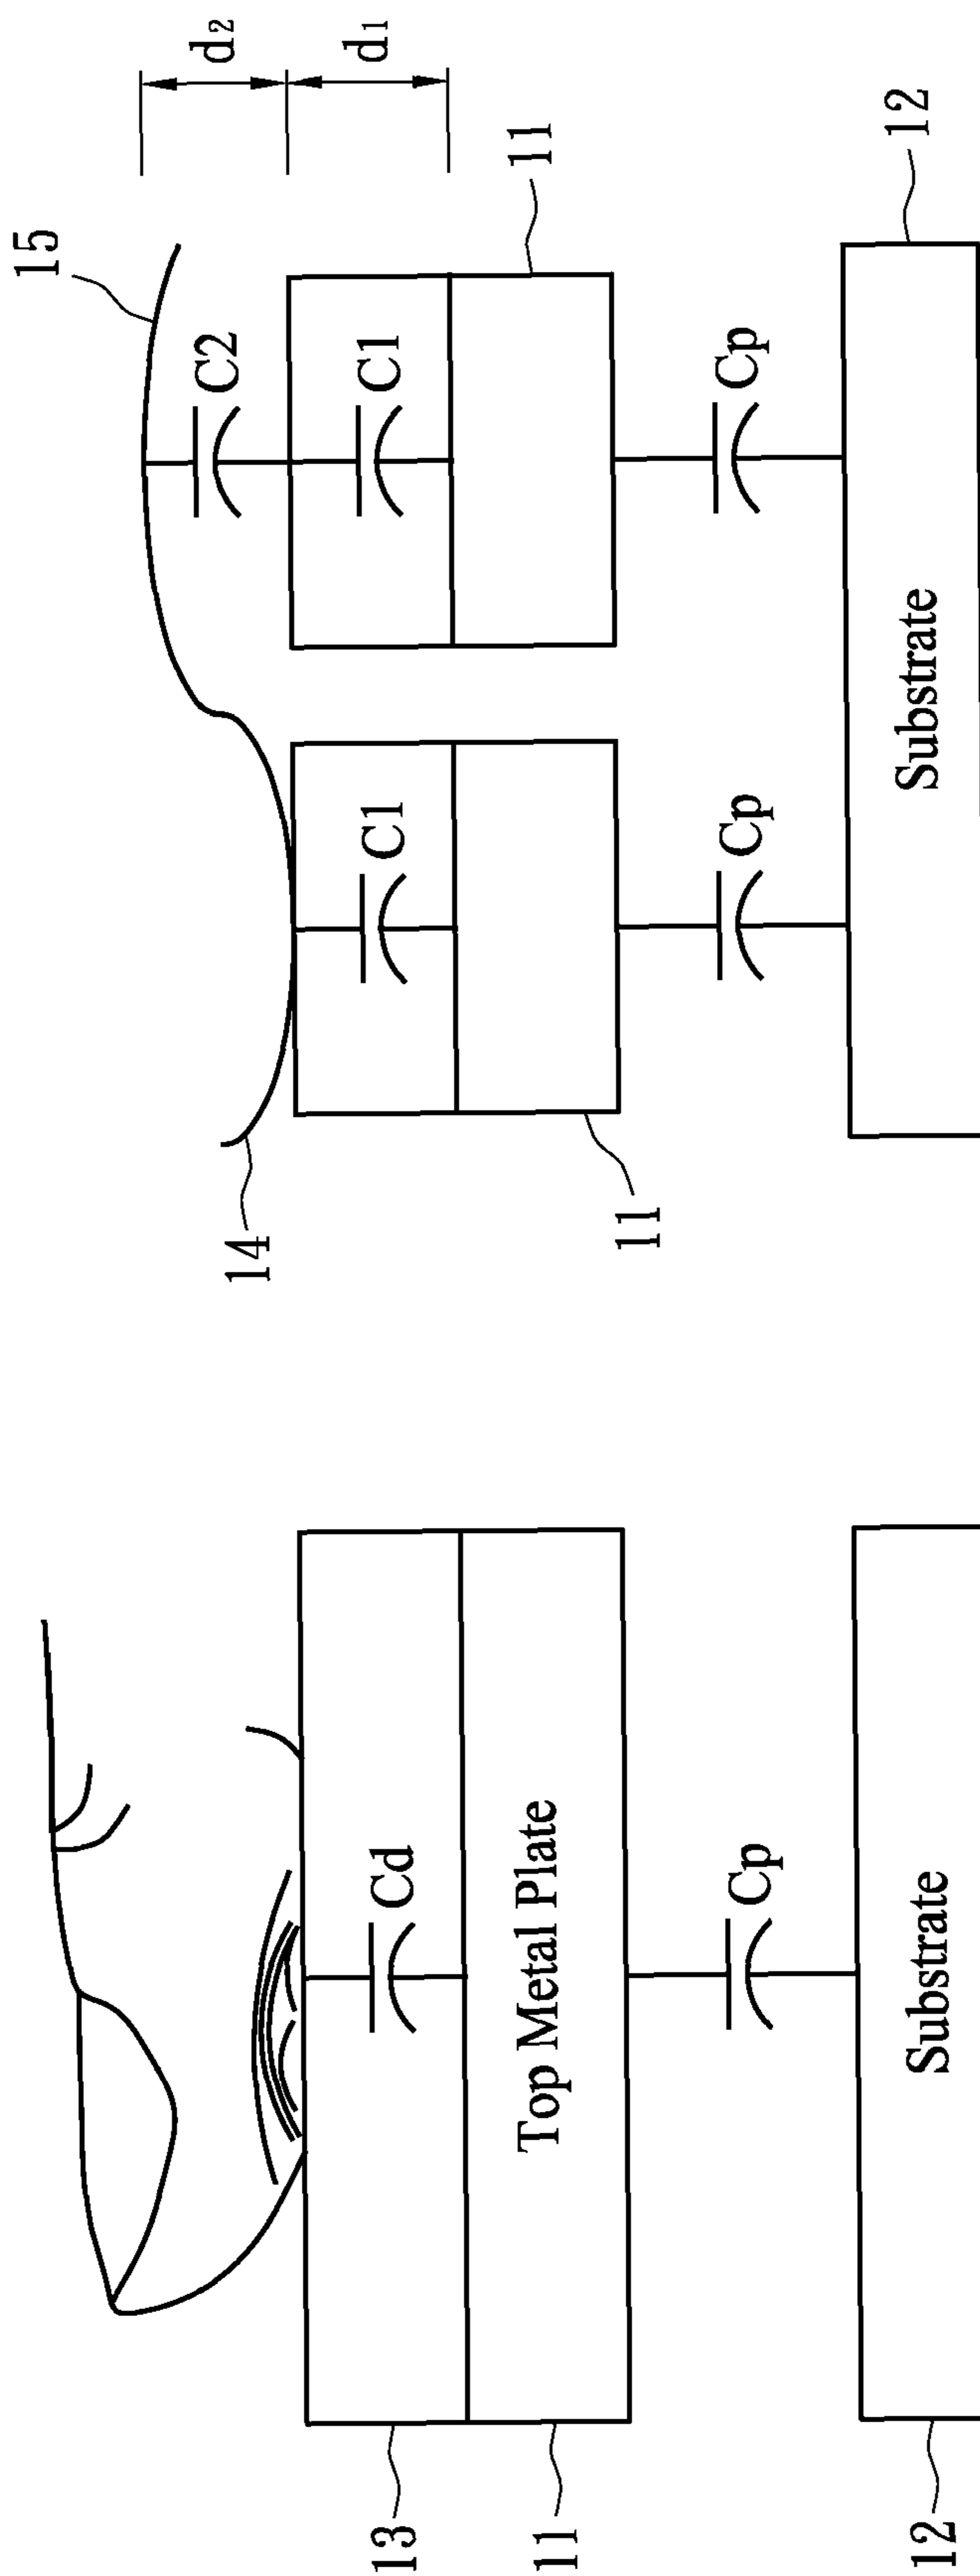 13
11
12
Cd
Top Metal Plate
Cp
Substrate
14
11
C1
Cp
Substrate
15
C2
C1
11
Cp
12
d2
d1